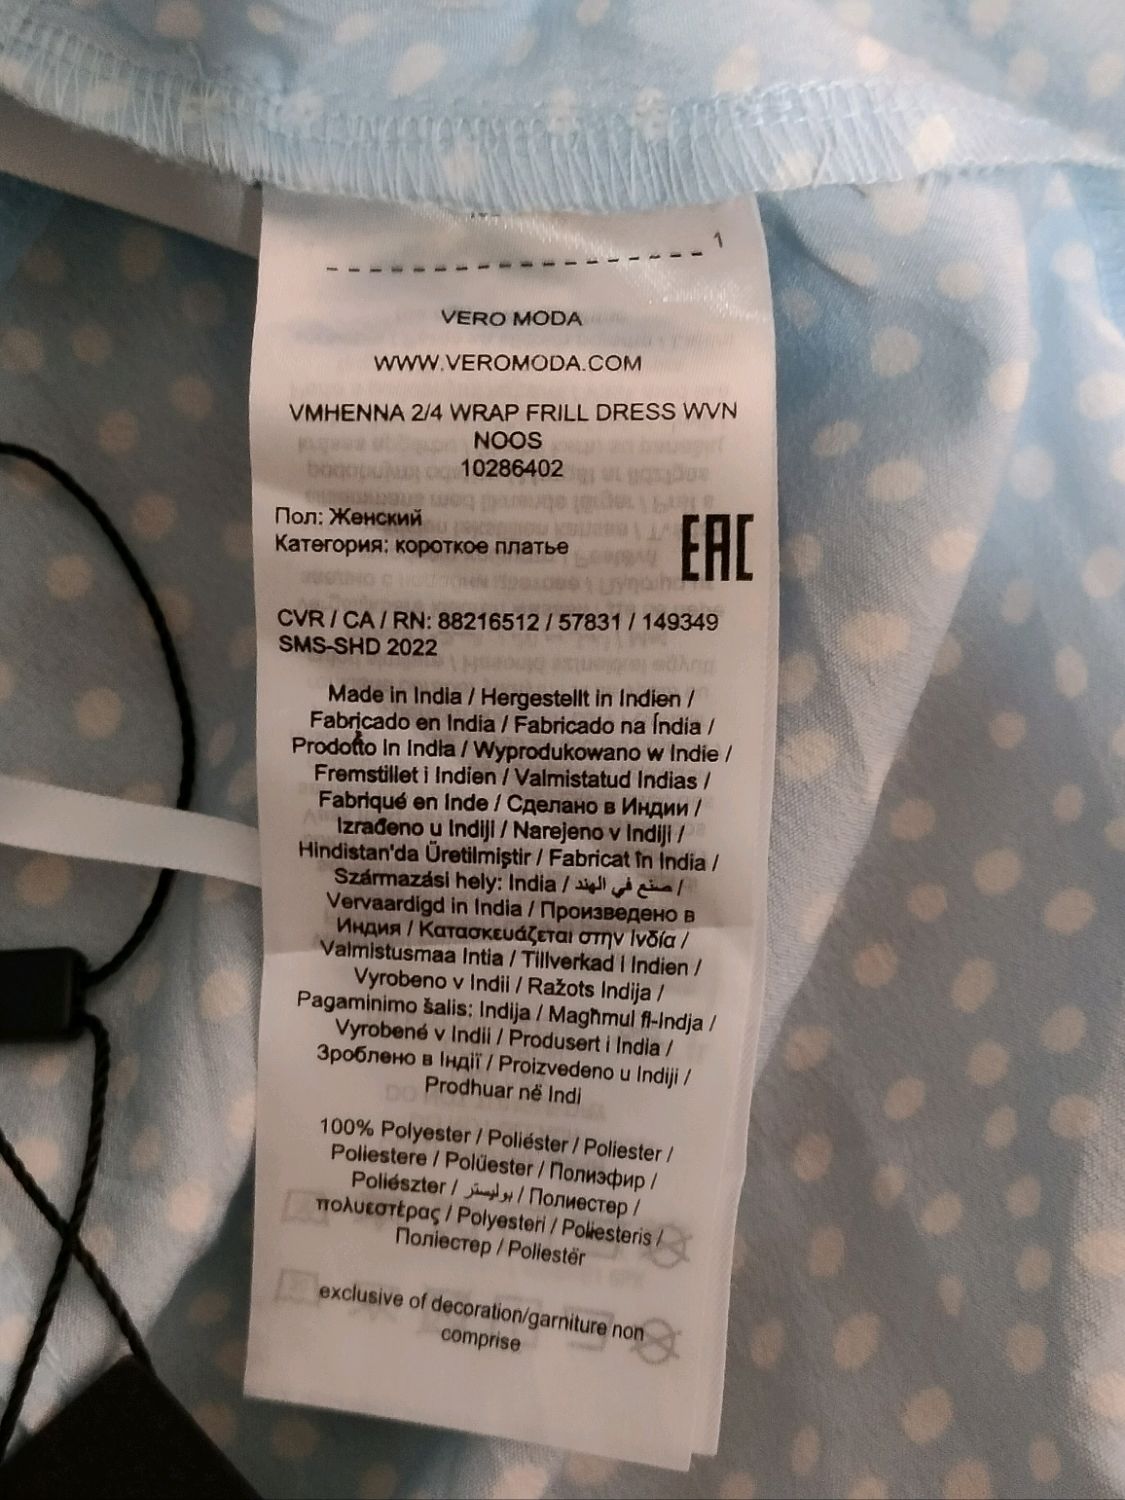 1
VERO MODA
WWW.VEROMODA.COM
VMHENNA 2/4 WRAP FRILL DRESS WVN
NOOS
10286402
Пол: Женский
Категория: короткое платье
EAC
CVR / CA / RN: 88216512 / 57831 / 149349
SMS-SHD 2022
Made in India / Hergestellt in Indien /
Fabricado en India / Fabricado na Índia /
Prodotto in India / Wyprodukowano w Indie /
Fremstillet i Indien / Valmistatud Indias /
Fabriqué en Inde / Сделано в Индии /
Izrađeno u Indiji / Narejeno v Indiji /
Hindistan'da Üretilmiştir / Fabricat în India /
Származási hely: India / صنع في الهند /
Vervaardigd in India / Произведено в
Индия / Κατασκευάζεται στην Ινδία /
Valmistusmaa Intia / Tillverkad i Indien /
Vyrobeno v Indii / Ražots Indija /
Pagaminimo šalis: Indija / Magħmul fl-Indja /
Vyrobené v Indii / Produsert i India /
Зроблено в Індії / Proizvedeno u Indiji /
Prodhuar në Indi
100% Polyester / Poliéster / Poliester /
Poliestere / Polüester / Полиэфир /
Poliészter / بوليستر / Полиестер /
πολυεστέρας / Polyesteri / Poliesteris /
Поліестер / Poliestër
exclusive of decoration/garniture non
comprise